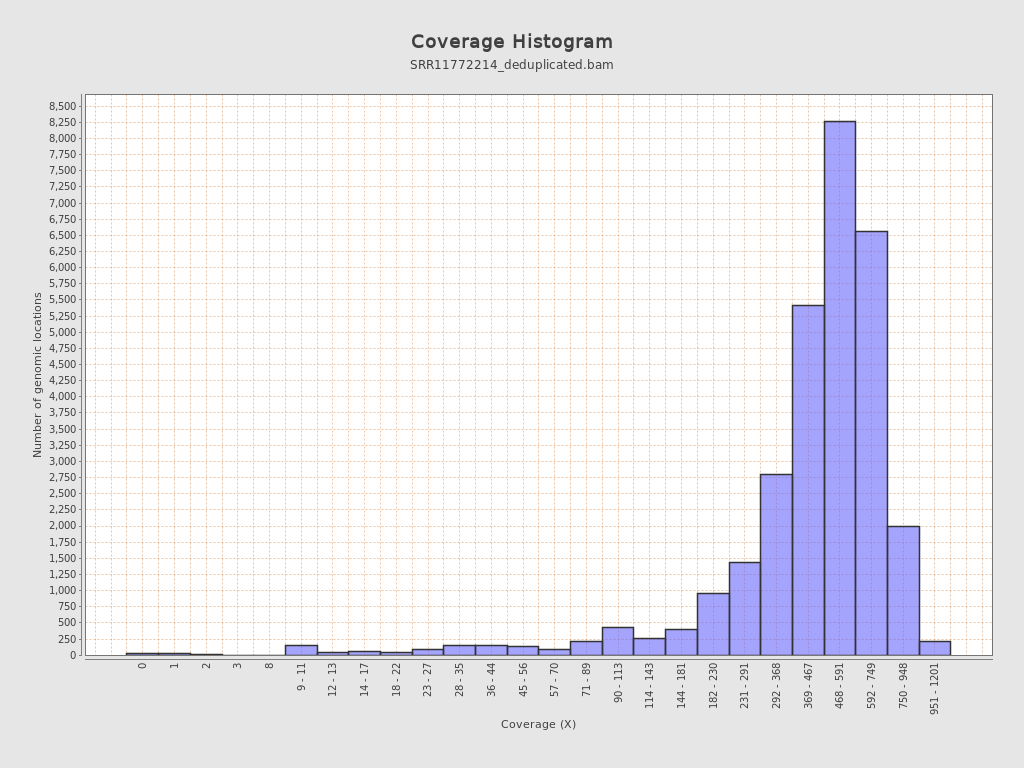 Coverage Histogram
SRR11772214_deduplicated.bam
Number of genomic locations
8,500
8,250
8,000
7,750
7,500
7,250
7,000
6,750
6,500
6,250
6,000
5,750
5,500
5,250
5,000
4,750
4,500
4,250
4,000
3,750
3,500
3,250
3,000
2,750
2,500
2,250
2,000
1,750
1,500
1,250
1,000
750
500
250
0
0
1
2
3
8
9 - 11
12 - 13
14 - 17
18 - 22
23 - 27
28 - 35
36 - 44
45 - 56
57 - 70
71 - 89
90 - 113
114 - 143
144 - 181
182 - 230
231 - 291
292 - 368
369 - 467
468 - 591
592 - 749
750 - 948
951 - 1201
Coverage (X)